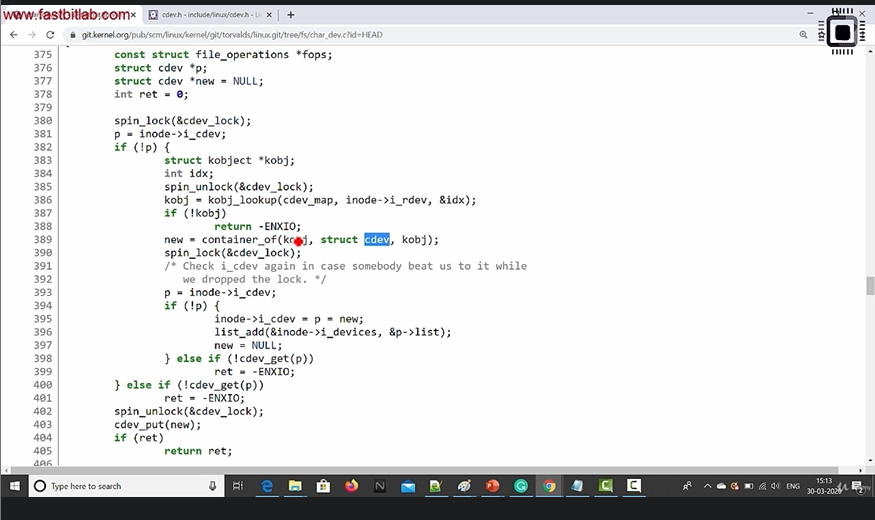 www.fastbitlab.com
cdev.h - include/linux/cdev.h - Li
git.kernel.org/pub/scm/linux/kernel/git/torvalds/linux.git/tree/fs/char_dev.c?id=HEAD
375 const struct file_operations *fops;
376 struct cdev *p;
377 struct cdev *new = NULL;
378 int ret = 0;
379
380 spin_lock(&cdev_lock);
381 p = inode->i_cdev;
382 if (!p) {
383 struct kobject *kobj;
384 int idx;
385 spin_unlock(&cdev_lock);
386 kobj = kobj_lookup(cdev_map, inode->i_rdev, &idx);
387 if (!kobj)
388 return -ENXIO;
389 new = container_of(kobj, struct cdev, kobj);
390 spin_lock(&cdev_lock);
391 /* Check i_cdev again in case somebody beat us to it while
392 we dropped the lock. */
393 p = inode->i_cdev;
394 if (!p) {
395 inode->i_cdev = p = new;
396 list_add(&inode->i_devices, &p->list);
397 new = NULL;
398 } else if (!cdev_get(p))
399 ret = -ENXIO;
400 } else if (!cdev_get(p))
401 ret = -ENXIO;
402 spin_unlock(&cdev_lock);
403 cdev_put(new);
404 if (ret)
405 return ret;
406
Type here to search
ENG
15:13
30-03-2020